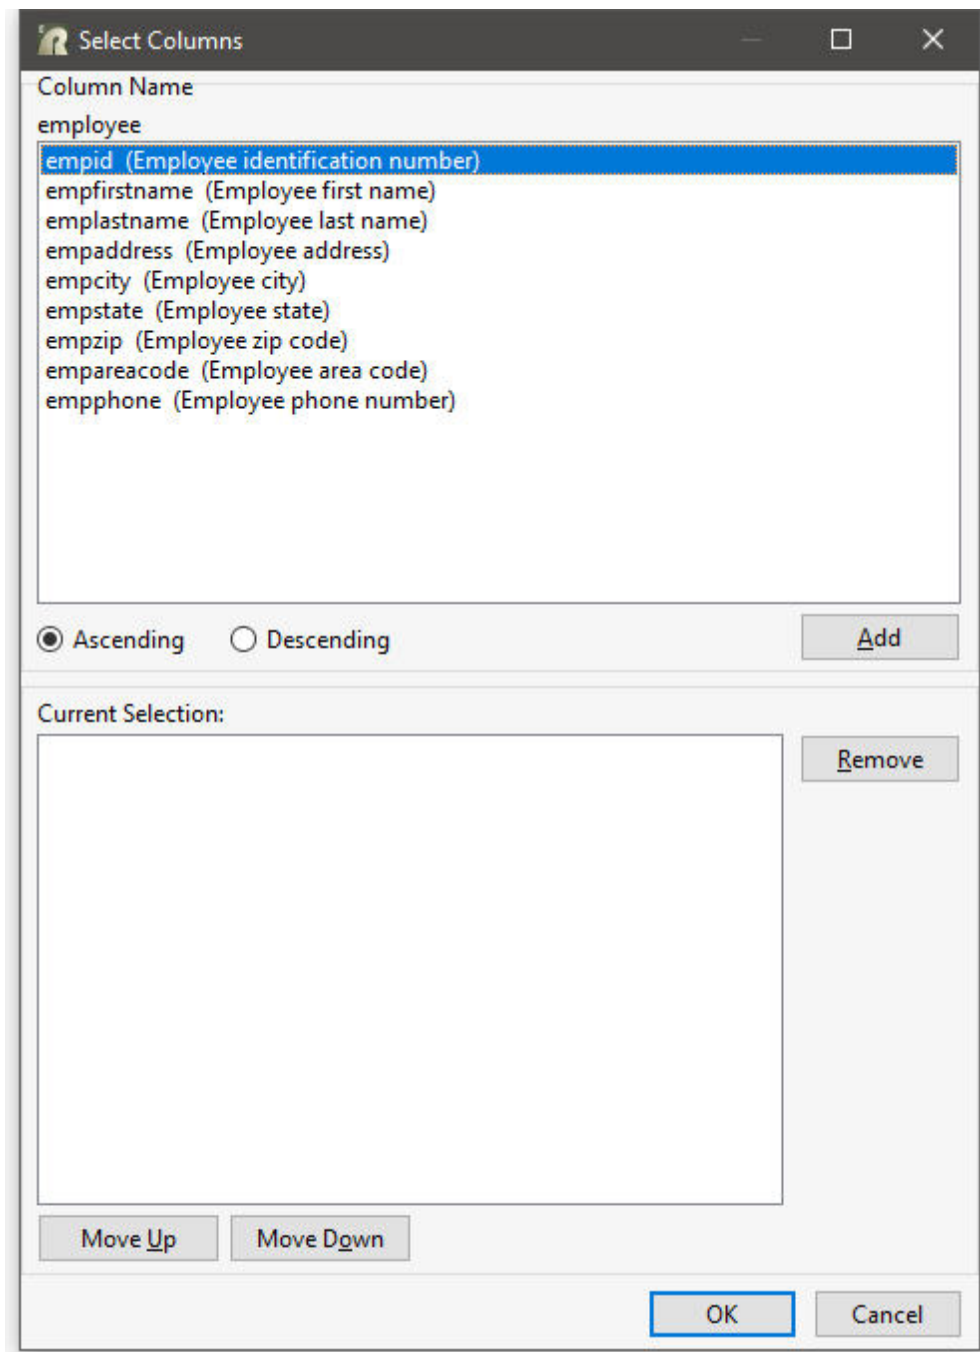 Select Columns
Column Name
employee
empid (Employee identification number)
empfirstname (Employee first name)
emplastname (Employee last name)
empaddress (Employee address)
empcity (Employee city)
empstate (Employee state)
empzip (Employee zip code)
empareacode (Employee area code)
empphone (Employee phone number)
Ascending Descending Add
Current Selection:
Remove
Move Up Move Down
OK Cancel